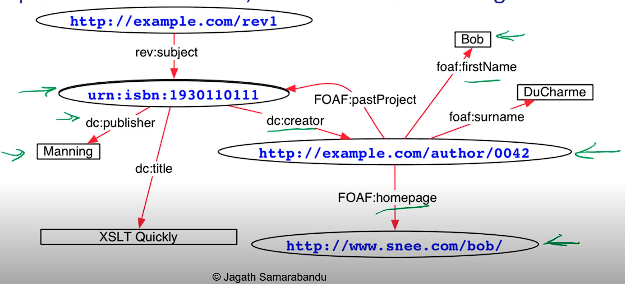 http://example.com/rev1
rev:subject
Bob
foaf:firstName
DuCharme
urn:isbn:1930110111
FOAF:pastProject
foaf:surname
dc:publisher
dc:creator
Manning
http://example.com/author/0042
dc:title
FOAF:homepage
XSLT Quickly
http://www.snee.com/bob/
© Jagath Samarabandu